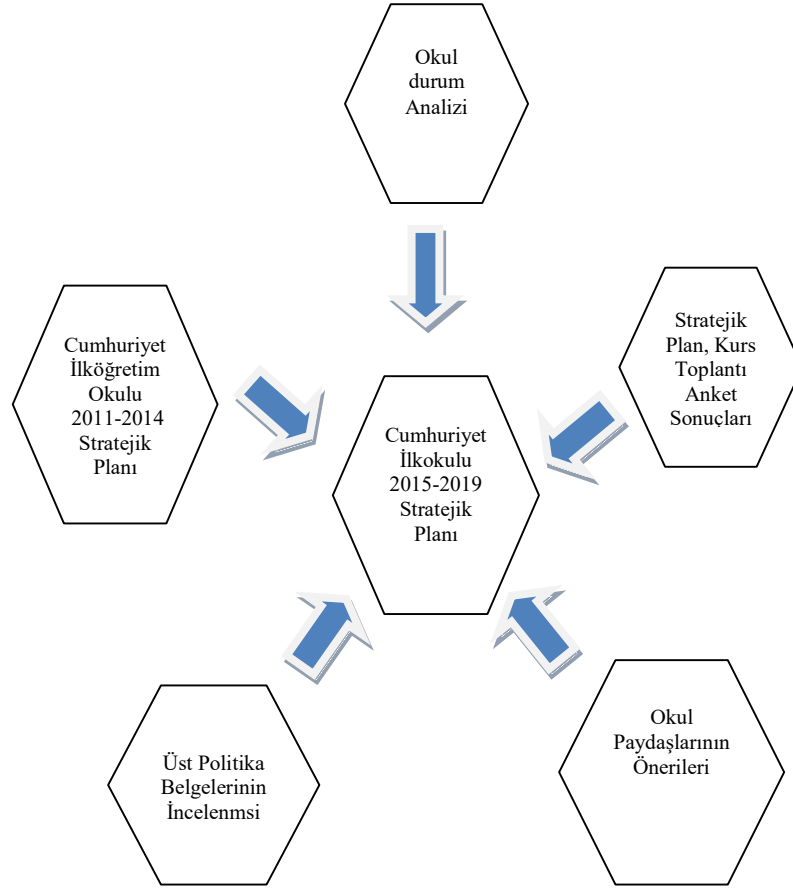 Okul
durum
Analizi
Cumhuriyet
İlköğretim
Okulu
2011-2014
Stratejik
Planı
Stratejik
Plan, Kurs
Toplantı
Anket
Sonuçları
Cumhuriyet
İlkokulu
2015-2019
Stratejik
Planı
Üst Politika
Belgelerinin
İncelenmsi
Okul
Paydaşlarının
Önerileri